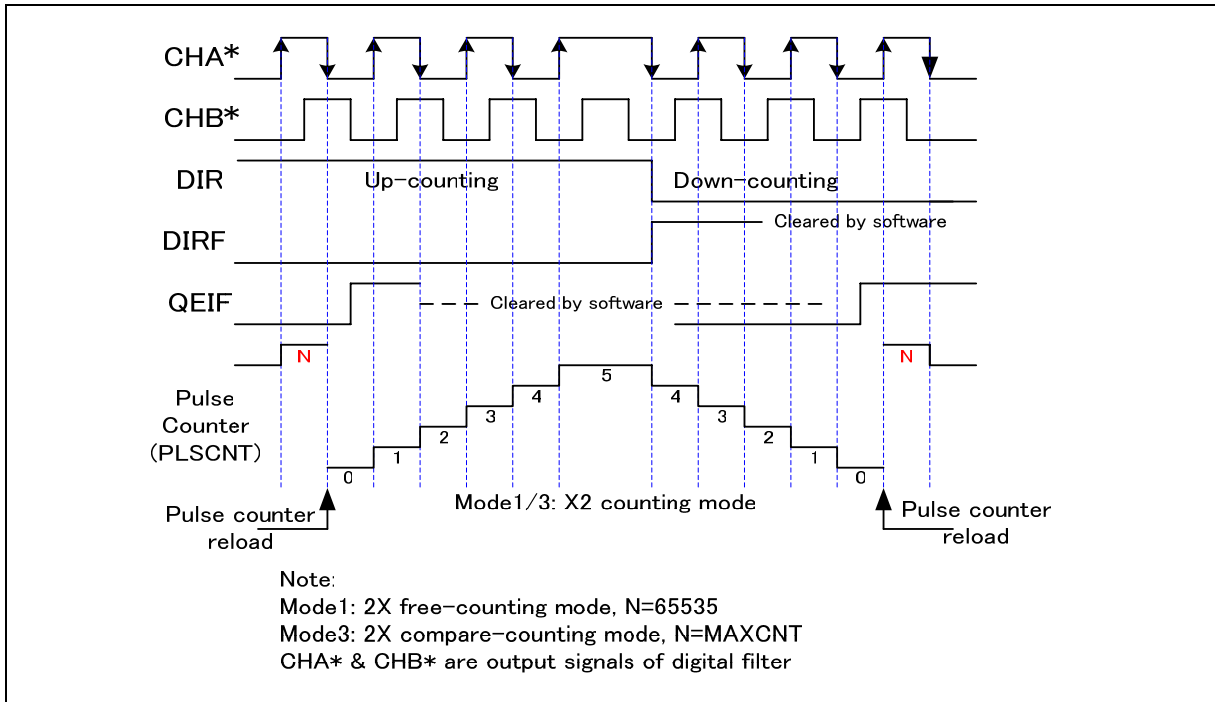 CHA*
CHB*
DIR
Up-counting
Down-counting
DIRF
Cleared by software
QEIF
Cleared by software
N
N
Pulse
Counter
(PLSCNT)
0
1
2
3
4
5
4
3
2
1
0
Mode1/3: X2 counting mode
Pulse counter
reload
Pulse counter
reload
Note:
Mode1: 2X free-counting mode, N=65535
Mode3: 2X compare-counting mode, N=MAXCNT
CHA* & CHB* are output signals of digital filter